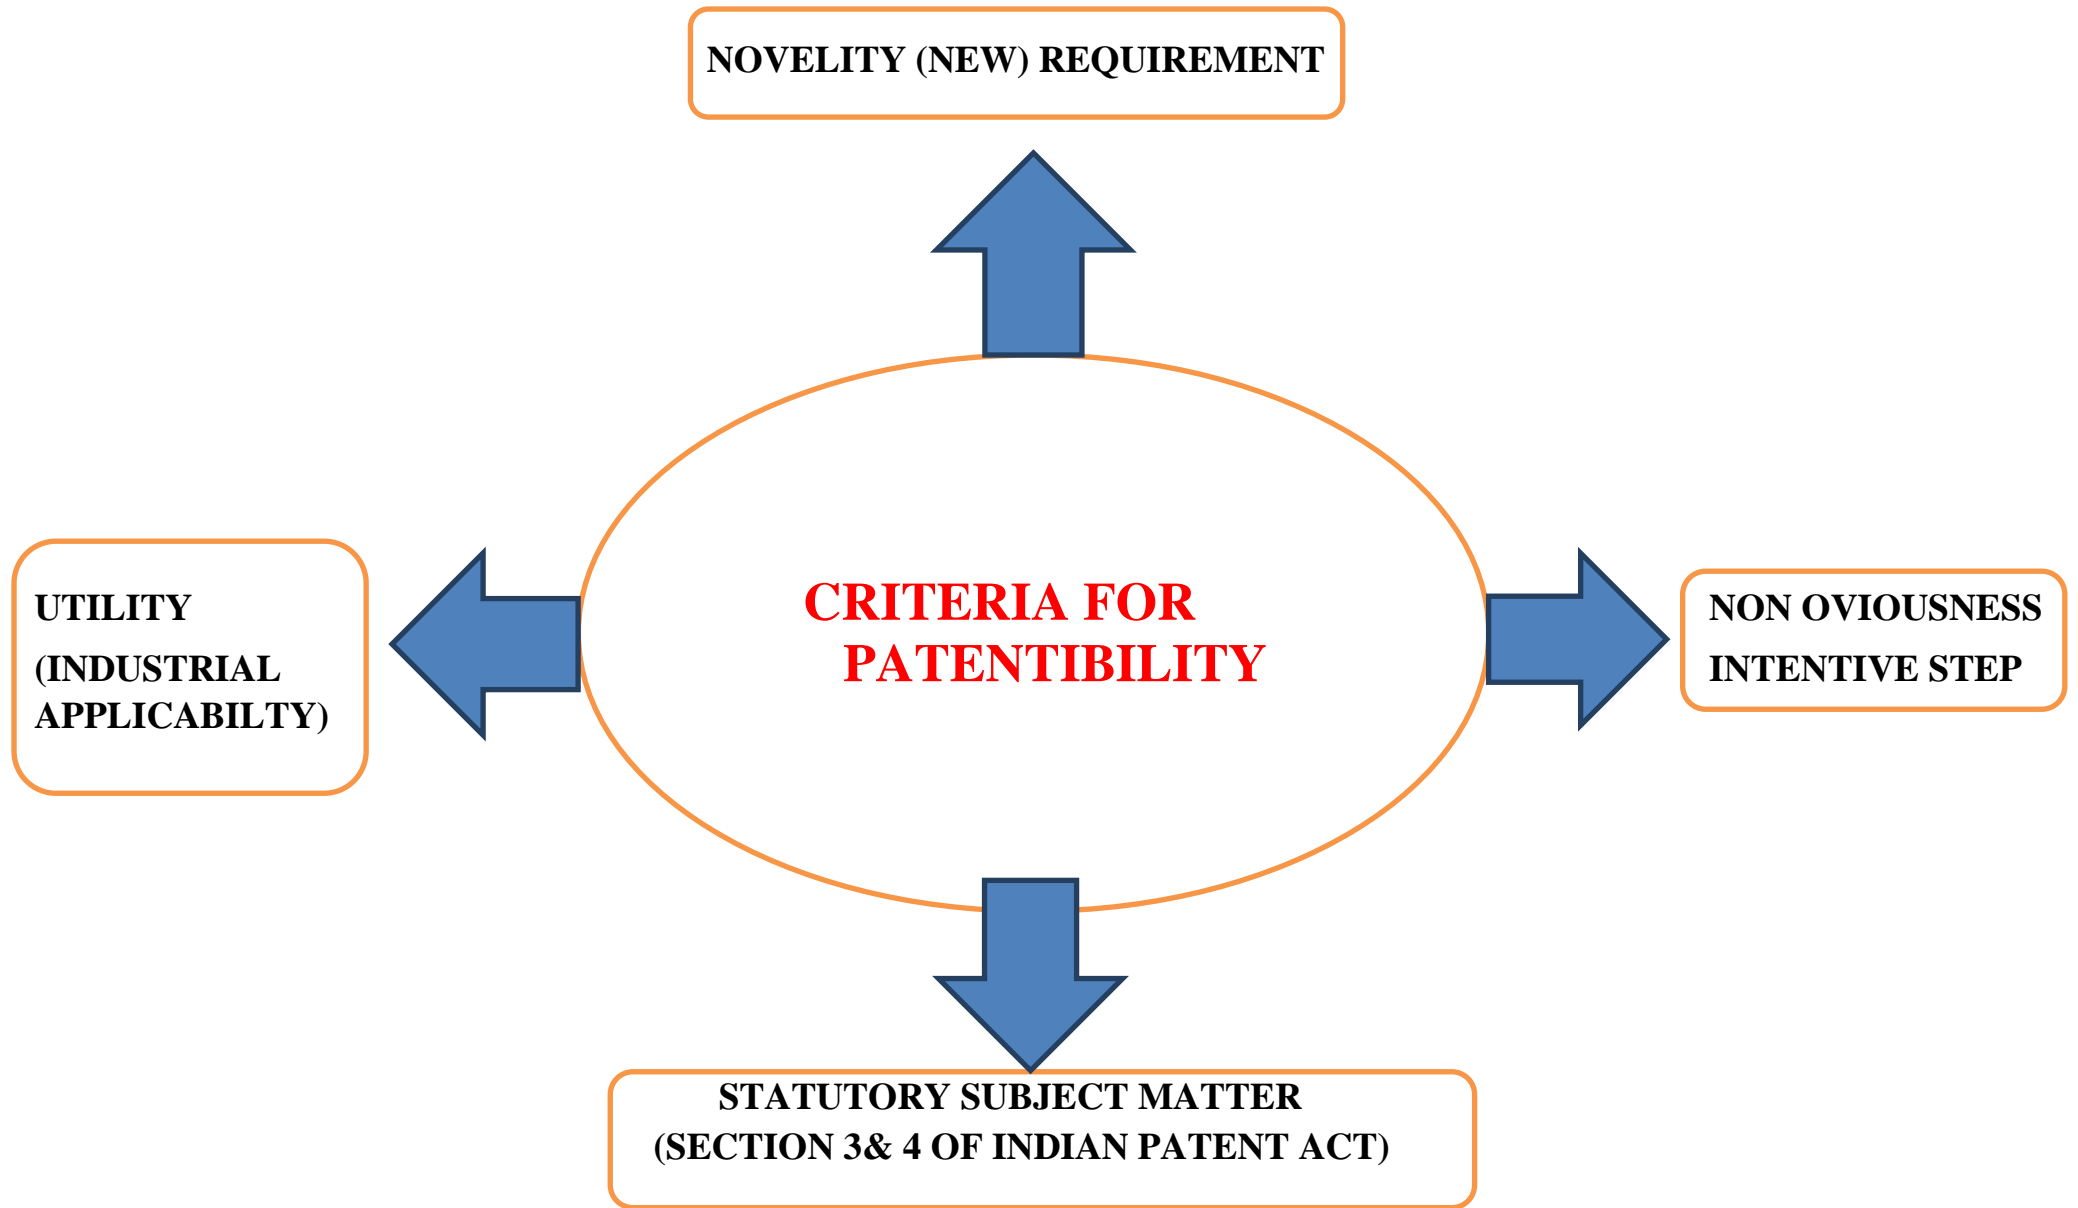 NOVELITY (NEW) REQUIREMENT
CRITERIA FOR
PATENTIBILITY
UTILITY
(INDUSTRIAL
APPLICABILTY)
NON OVIOUSNESS
INTENTIVE STEP
STATUTORY SUBJECT MATTER
(SECTION 3& 4 OF INDIAN PATENT ACT)